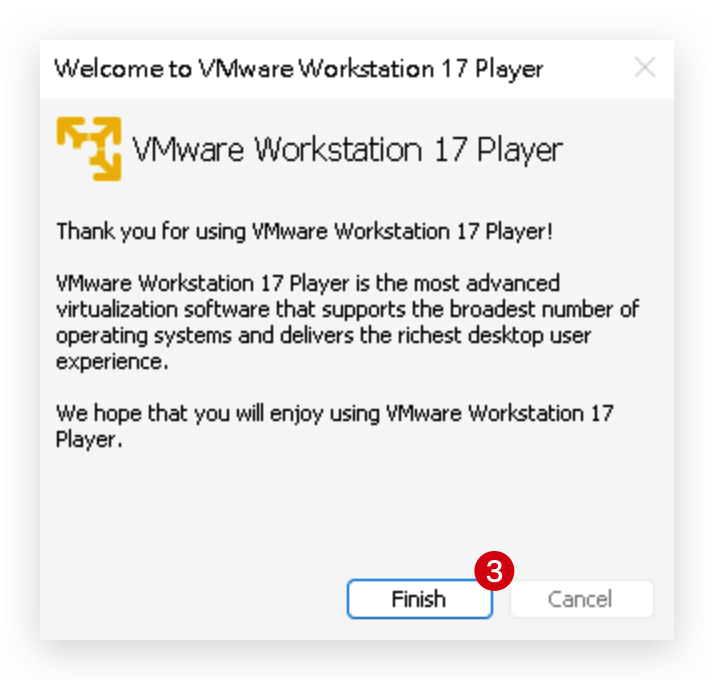 Welcome to VMware Workstation 17 Player
VMware Workstation 17 Player
Thank you for using VMware Workstation 17 Player!
VMware Workstation 17 Player is the most advanced
virtualization software that supports the broadest number of
operating systems and delivers the richest desktop user
experience.
We hope that you will enjoy using VMware Workstation 17
Player.
3
Finish Cancel